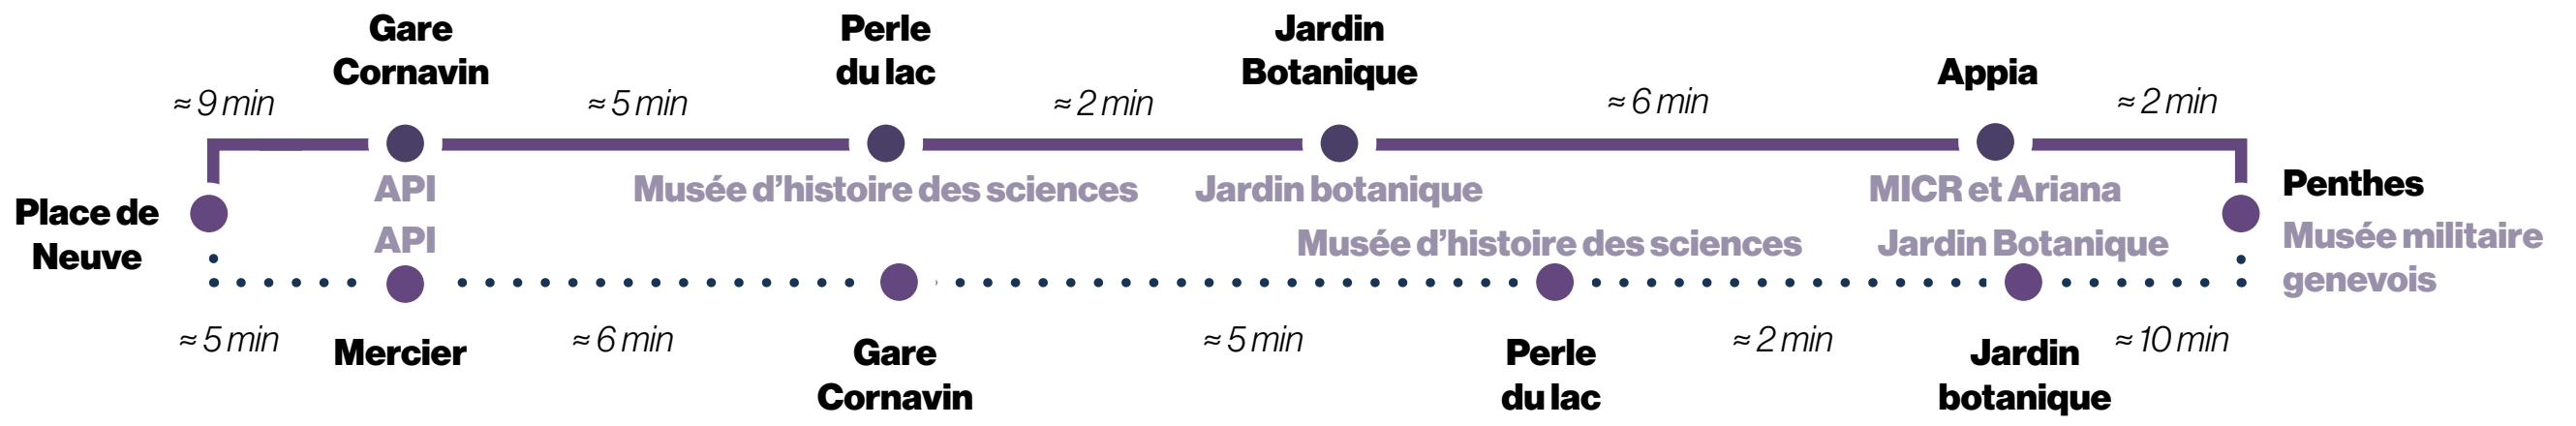 Gare
Cornavin
Perle
du lac
Jardin
Botanique
Appia
≈ 9 min
≈ 5 min
≈ 2 min
≈ 6 min
≈ 2 min
API
Musée d’histoire des sciences
Jardin botanique
MICR et Ariana
Place de
Neuve
Penthes
Musée militaire
genevois
API
Musée d’histoire des sciences
Jardin Botanique
≈ 5 min
Mercier
≈ 6 min
Gare
Cornavin
≈ 5 min
Perle
du lac
≈ 2 min
Jardin
botanique
≈ 10 min